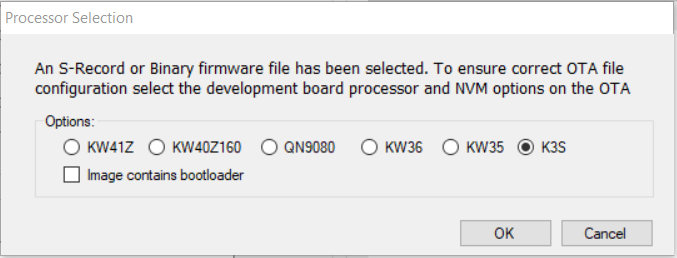 Processor Selection
An S-Record or Binary firmware file has been selected. To ensure correct OTA file
configuration select the development board processor and NVM options on the OTA
Options:
KW41Z KW40Z160 QN9080 KW36 KW35 K3S
Image contains bootloader
OK Cancel